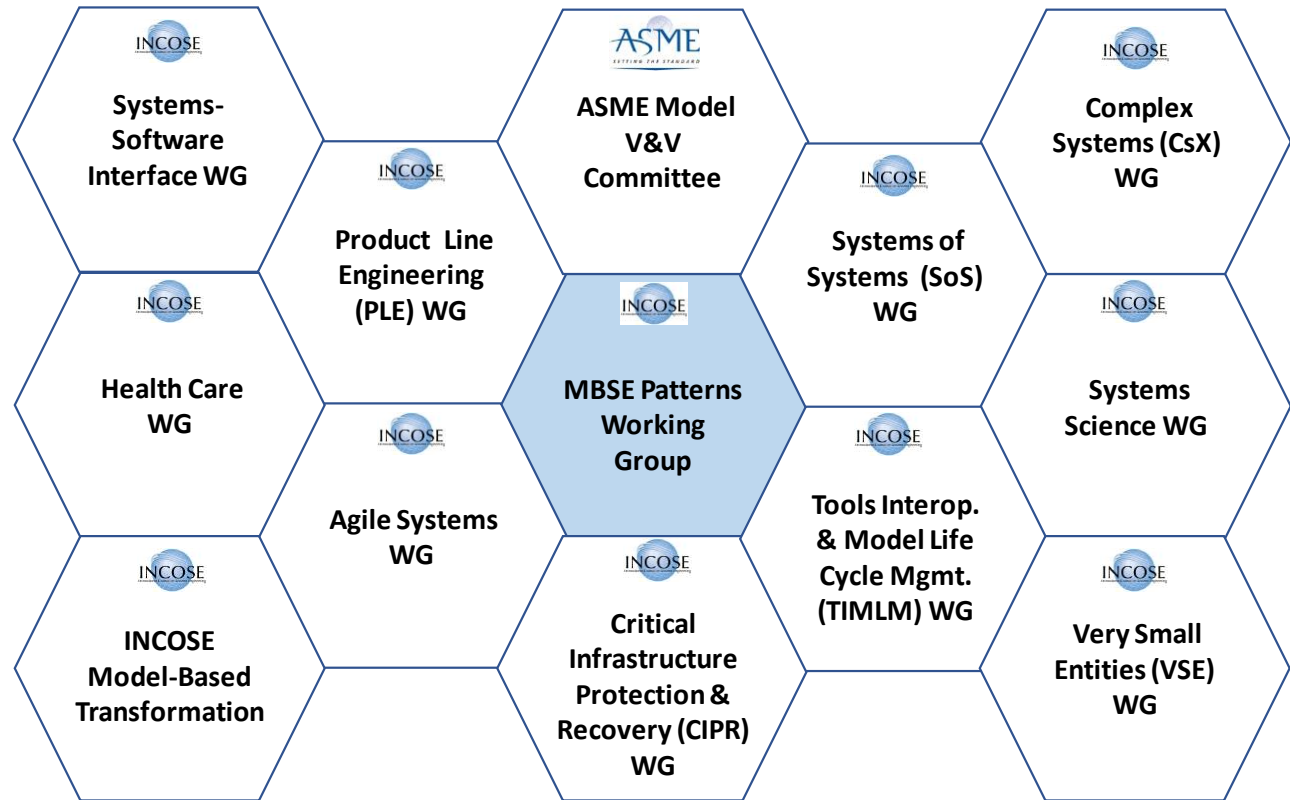 INCOSE
Systems-
Software
Interface WG
ASME
SETTING THE STANDARD
ASME Model
V&V
Committee
INCOSE
Complex
Systems (CsX)
WG
INCOSE
Product Line
Engineering
(PLE) WG
INCOSE
Systems of
Systems (SoS)
WG
INCOSE
Health Care
WG
INCOSE
MBSE Patterns
Working
Group
INCOSE
Systems
Science WG
INCOSE
Agile Systems
WG
INCOSE
Tools Interop.
& Model Life
Cycle Mgmt.
(TIMLM) WG
INCOSE
INCOSE
Model-Based
Transformation
INCOSE
Critical
Infrastructure
Protection &
Recovery (CIPR)
WG
INCOSE
Very Small
Entities (VSE)
WG